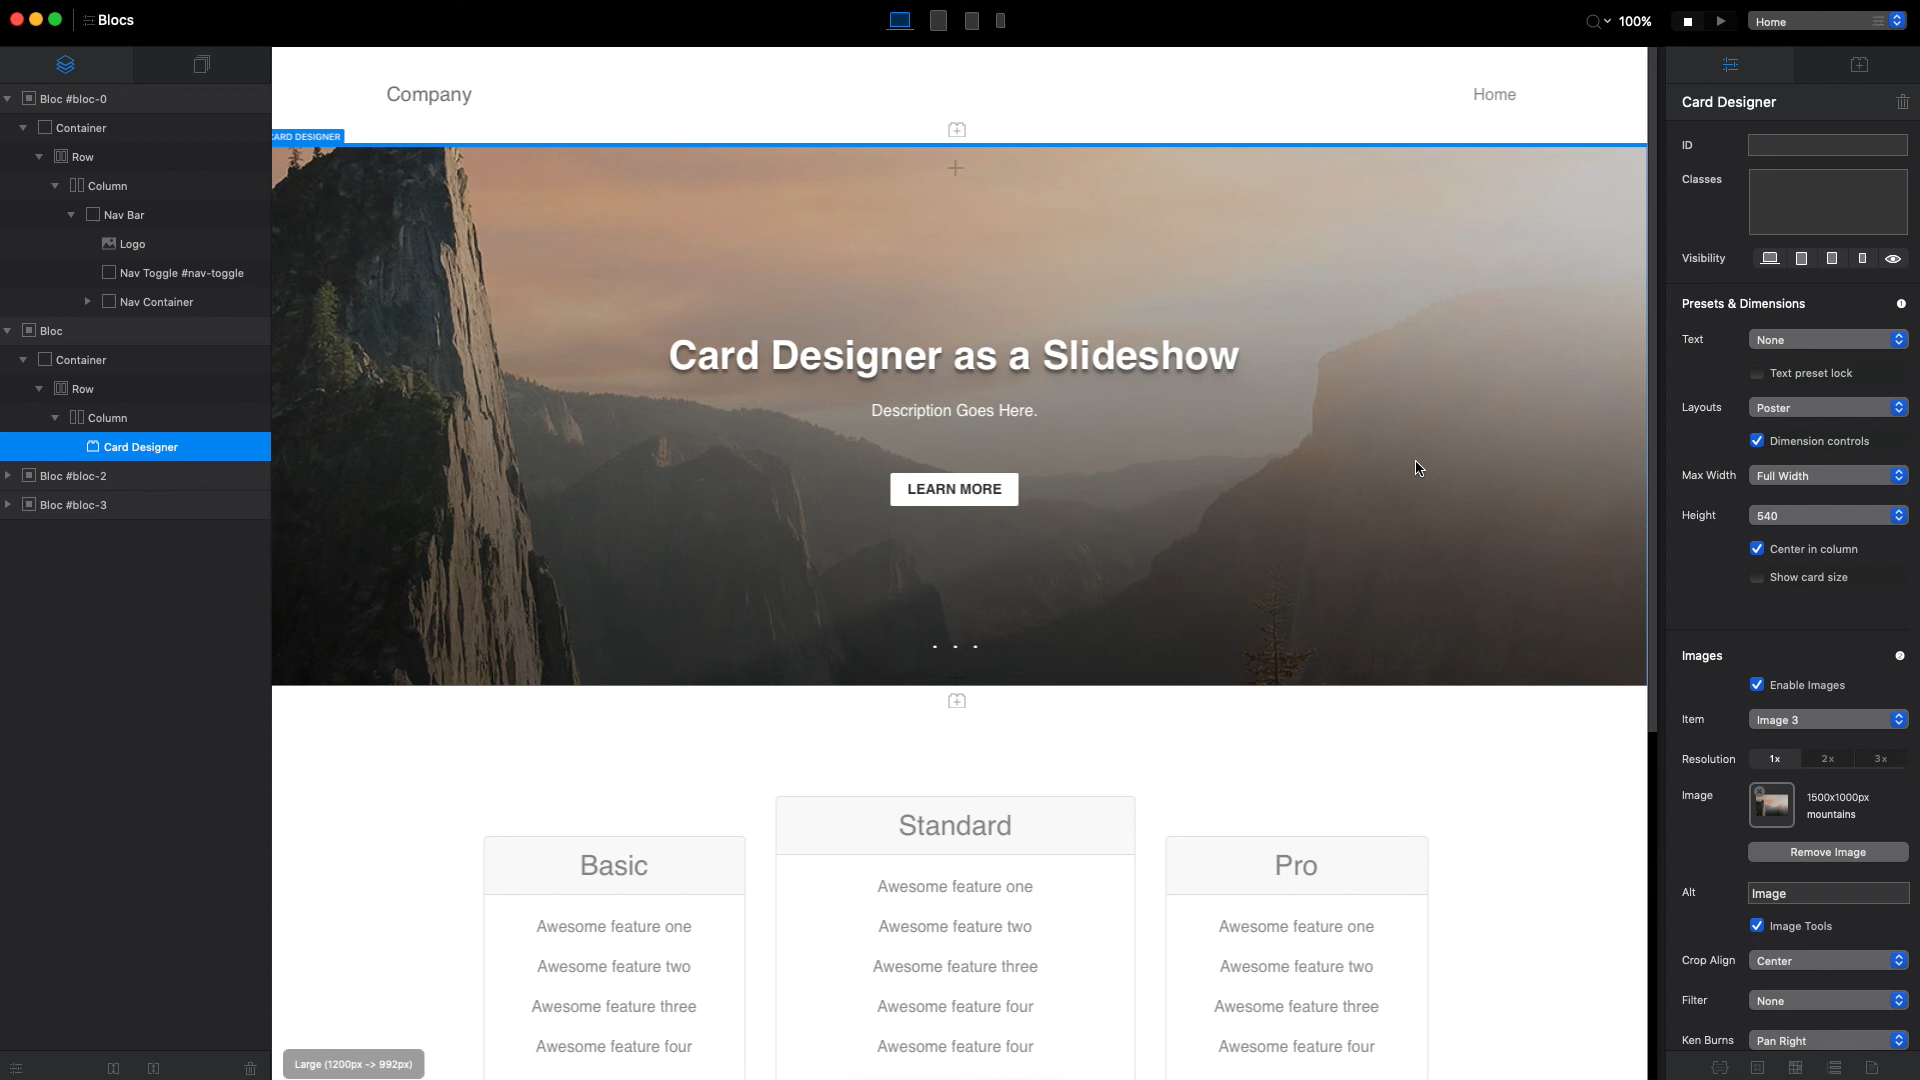 Blocs
100%
Home
Bloc #bloc-0
Container
Row
Column
Nav Bar
Logo
Nav Toggle #nav-toggle
Nav Container
Bloc
Container
Row
Column
Card Designer
Bloc #bloc-2
Bloc #bloc-3
Company
Home
CARD DESIGNER
Card Designer as a Slideshow
Description Goes Here.
LEARN MORE
Basic
Awesome feature one
Awesome feature two
Awesome feature three
Awesome feature four
Standard
Awesome feature one
Awesome feature two
Awesome feature three
Awesome feature four
Awesome feature four
Pro
Awesome feature one
Awesome feature two
Awesome feature three
Awesome feature four
Large (1200px -> 992px)
Card Designer
ID
Classes
Visibility
Presets & Dimensions 1
Text None
Text preset lock
Layouts Poster
Dimension controls
Max Width Full Width
Height 540
Center in column
Show card size
Images 2
Enable Images
Item Image 3
Resolution 1x 2x 3x
Image 1500x1000px
mountains
Remove Image
Alt Image
Image Tools
Crop Align Center
Filter None
Ken Burns Pan Right